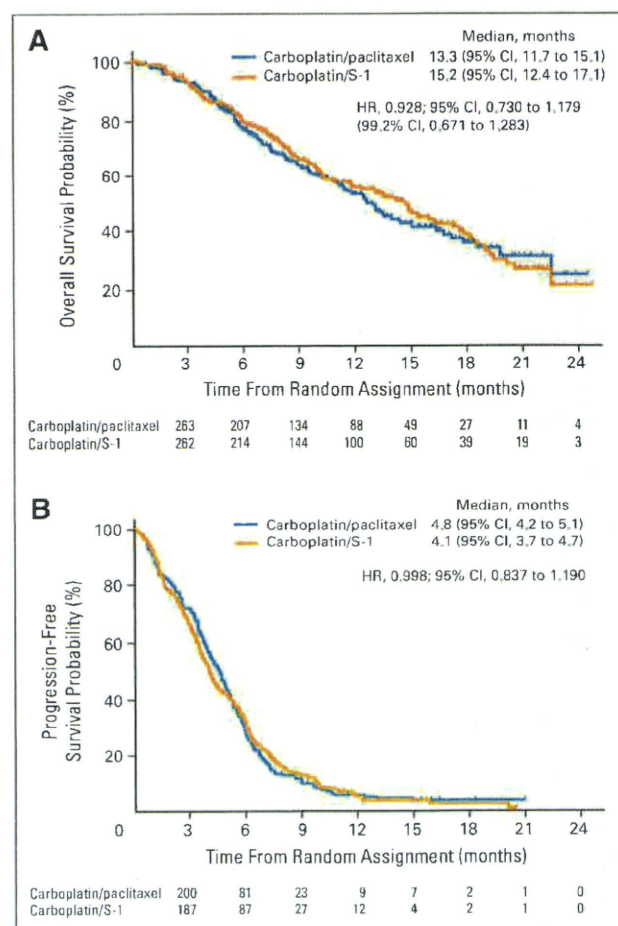 A
Median, months
Carboplatin/paclitaxel 13.3 (95% CI, 11.7 to 15.1)
Carboplatin/S-1 15.2 (95% CI, 12.4 to 17.1)
HR, 0.928; 95% CI, 0.730 to 1.179
(99.2% CI, 0.671 to 1.283)
Overall Survival Probability (%)
100
80
60
40
20
0 3 6 9 12 15 18 21 24
Time From Random Assignment (months)
Carboplatin/paclitaxel 263 207 134 88 49 27 11 4
Carboplatin/S-1 262 214 144 100 60 39 19 3
B
Median, months
Carboplatin/paclitaxel 4.8 (95% CI, 4.2 to 5.1)
Carboplatin/S-1 4.1 (95% CI, 3.7 to 4.7)
HR, 0.998; 95% CI, 0.837 to 1.190
Progression-Free
Survival Probability (%)
100
80
60
40
20
0 3 6 9 12 15 18 21 24
Time From Random Assignment (months)
Carboplatin/paclitaxel 200 81 23 9 7 2 1 0
Carboplatin/S-1 187 87 27 12 4 2 1 0